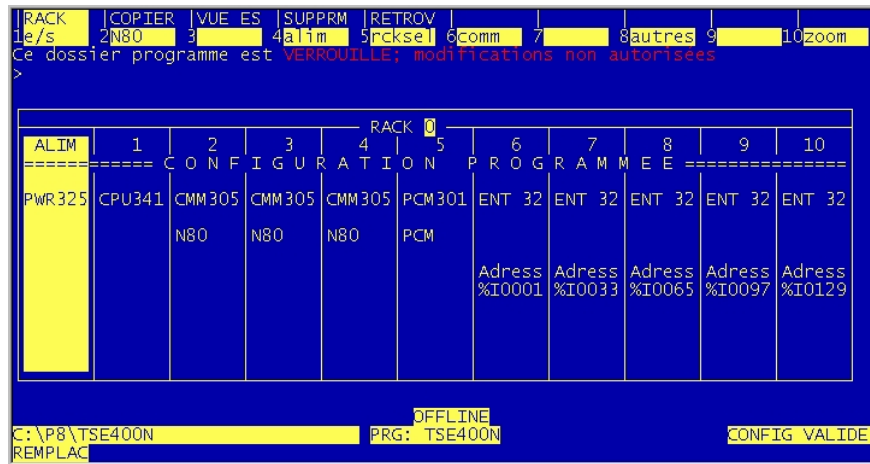 |RACK |COPIER |VUE ES |SUPPRM |RETROV | | | | |
1e/s 2N80 3 4alim 5rcksel 6comm 7 8autres 9 10zoom
Ce dossier programme est VERROUILLE; modifications non autorisées
>
RACK 0
ALIM 1 2 3 4 5 6 7 8 9 10
=============== C O N F I G U R A T I O N P R O G R A M M E E ===============
PWR325 CPU341 CMM305 CMM305 CMM305 PCM301 ENT 32 ENT 32 ENT 32 ENT 32 ENT 32
N80 N80 N80 PCM
Adress Adress Adress Adress Adress
%I0001 %I0033 %I0065 %I0097 %I0129
OFFLINE
C:\P8\TSE400N PRG: TSE400N CONFIG VALIDE
REMPLAC